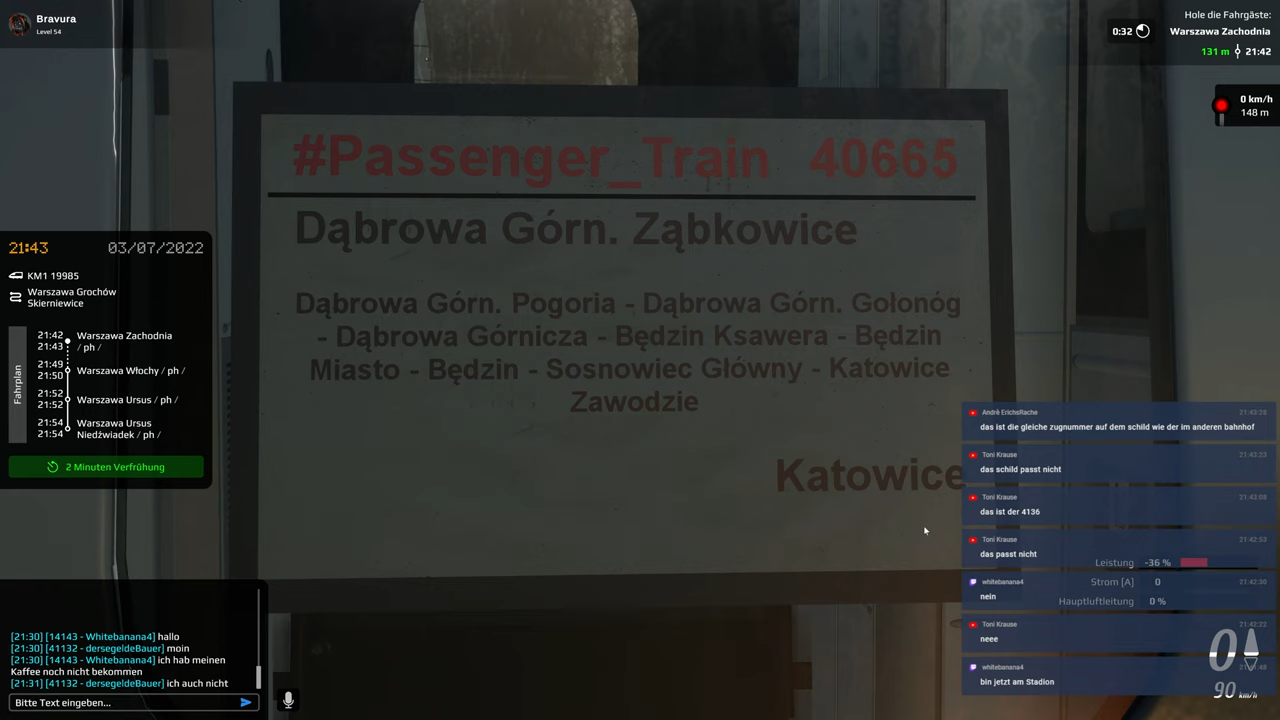 Bravura
Level 54
0:32
Hole die Fahrgäste:
Warszawa Zachodnia
131 m 21:42
0 km/h
148 m
#Passenger_Train 40665
Dąbrowa Górn. Ząbkowice
Dąbrowa Górn. Pogoria - Dąbrowa Górn. Gołonóg
- Dąbrowa Górnicza - Będzin Ksawera - Będzin
Miasto - Będzin - Sosnowiec Główny - Katowice
Zawodzie
Katowice
21:43 03/07/2022
KM1 19985
Warszawa Grochów
Skierniewice
Fahrplan
21:42 Warszawa Zachodnia
21:43 / ph /
21:49
21:50 Warszawa Włochy / ph /
21:52
21:52 Warszawa Ursus / ph /
21:54 Warszawa Ursus
21:54 Niedźwiadek / ph /
2 Minuten Verfrühung
[21:30] [14143 - Whitebanana4] hallo
[21:30] [41132 - dersegeldeBauer] moin
[21:30] [14143 - Whitebanana4] ich hab meinen
Kaffee noch nicht bekommen
[21:31] [41132 - dersegeldeBauer] ich auch nicht
Bitte Text eingeben...
Andrè ErichsRache 21:43:28
das ist die gleiche zugnummer auf dem schild wie der im anderen bahnhof
Toni Krause 21:43:23
das schild passt nicht
Toni Krause 21:43:08
das ist der 4136
Toni Krause 21:42:53
das passt nicht
Leistung -36 %
whitebanana4 21:42:30
nein
Strom [A] 0
Hauptluftleitung 0 %
Toni Krause 21:42:22
neee
whitebanana4
bin jetzt am Stadion
0
90 km/h